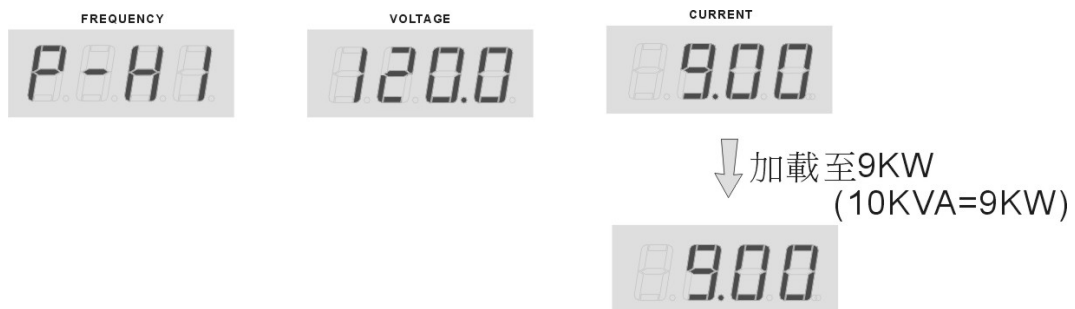 FREQUENCY
VOLTAGE
CURRENT
P-H1
120.0
9.00
加載至9KW
(10KVA=9KW)
9.00